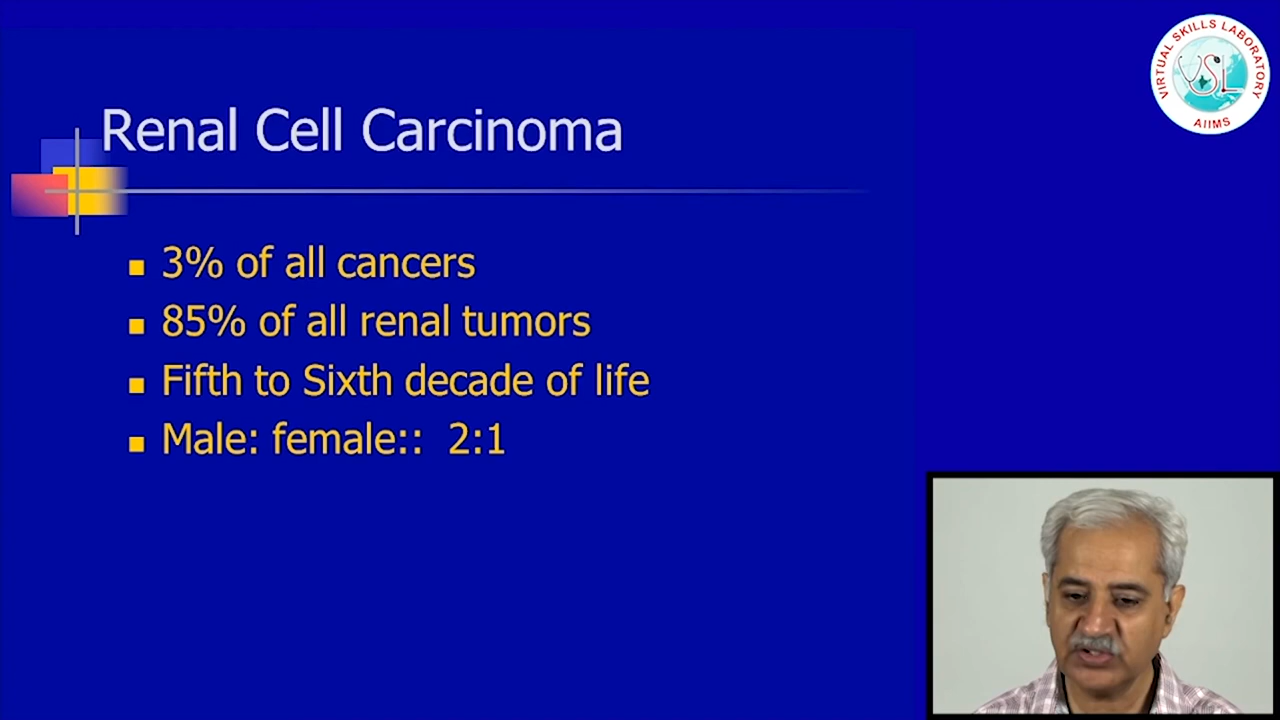 VIRTUAL SKILLS LABORATORY
VSL
AIIMS
Renal Cell Carcinoma
3% of all cancers
85% of all renal tumors
Fifth to Sixth decade of life
Male: female:: 2:1